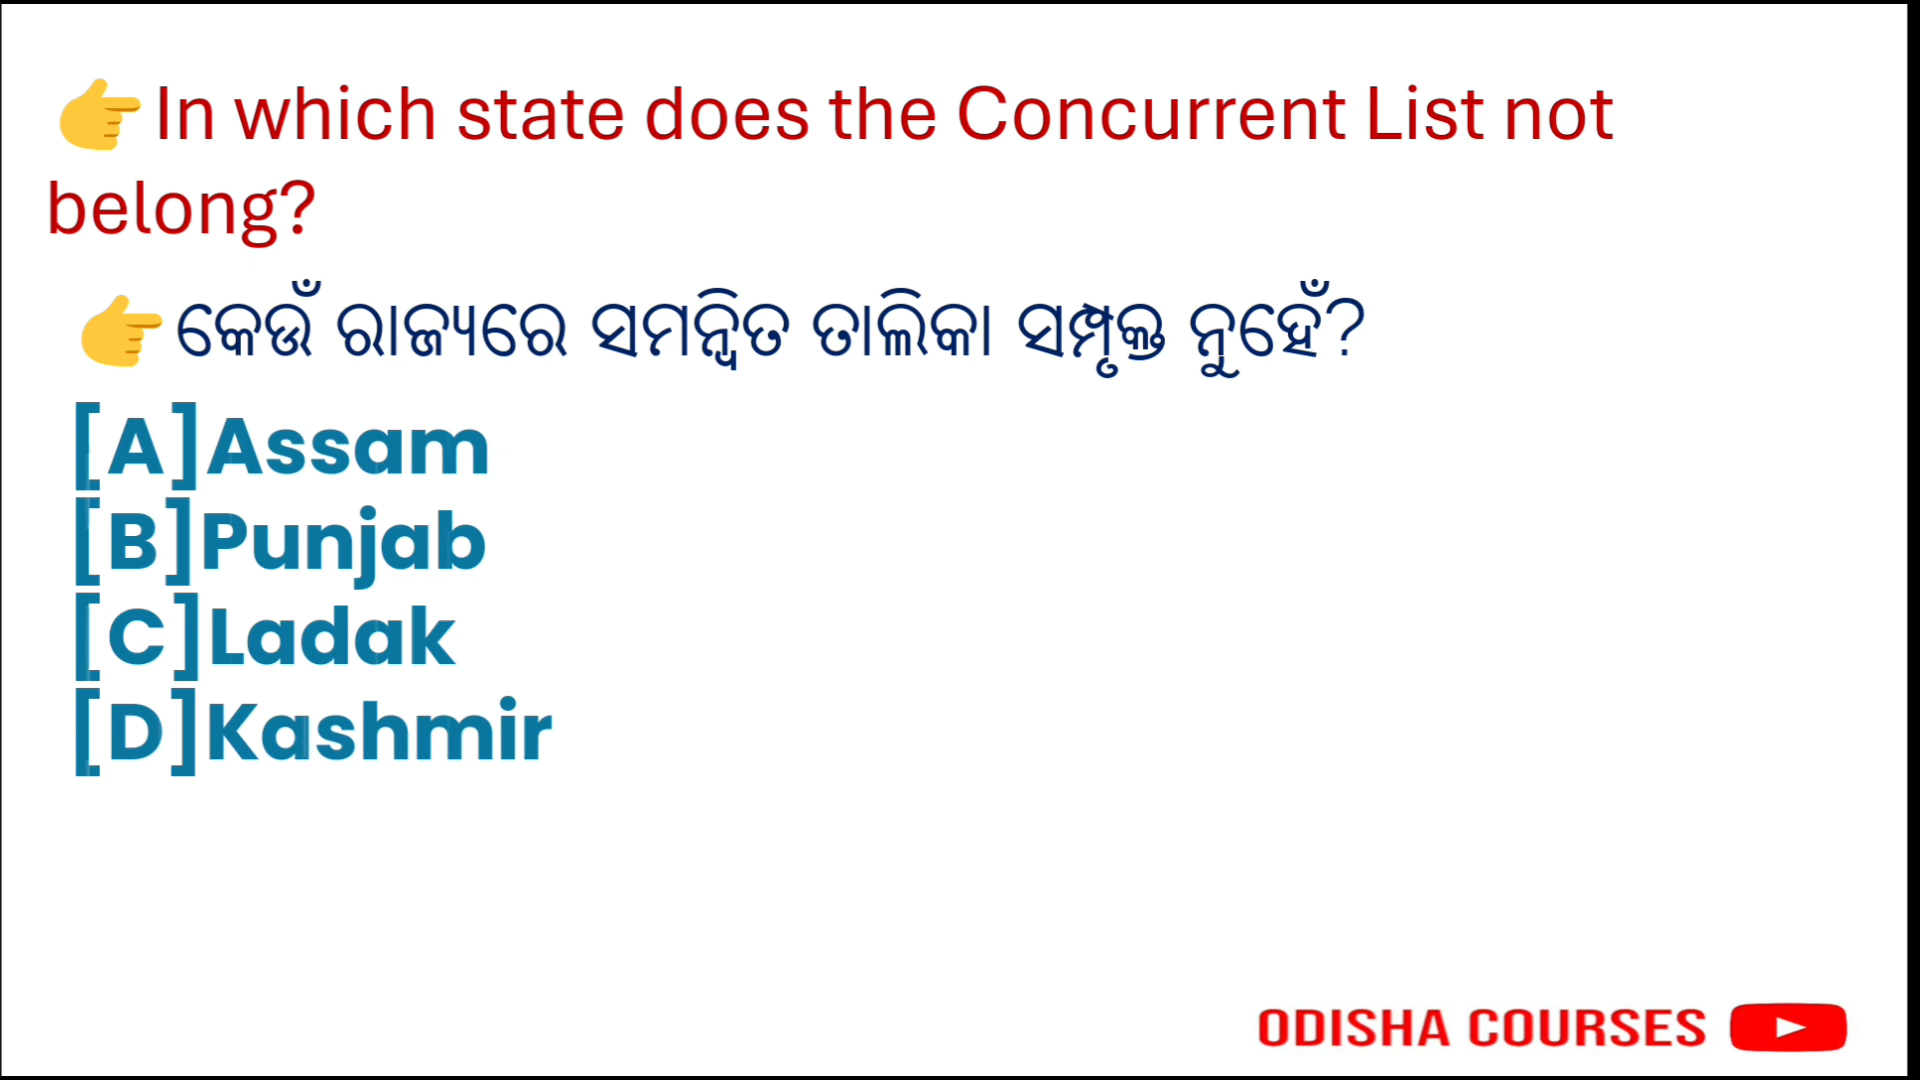 👉In which state does the Concurrent List not
belong?
👉କେଉଁ ରାଜ୍ୟରେ ସମନ୍ୱିତ ତାଲିକା ସମ୍ପୃକ୍ତ ନୁହେଁ?
[A]Assam
[B]Punjab
[C]Ladak
[D]Kashmir
ODISHA COURSES